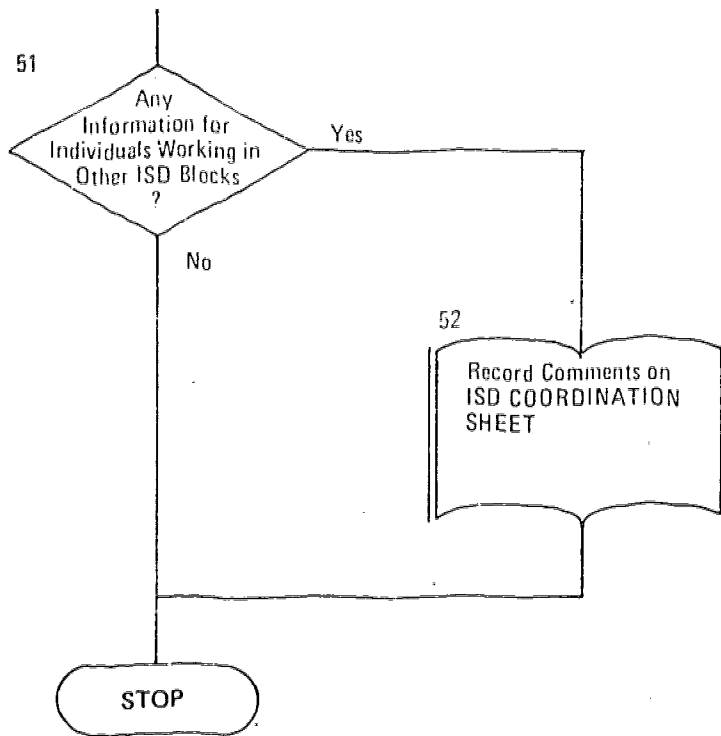 51
Any
Information for
Individuals Working in
Other ISD Blocks
?
Yes
No
52
Record Comments on
ISD COORDINATION
SHEET
STOP